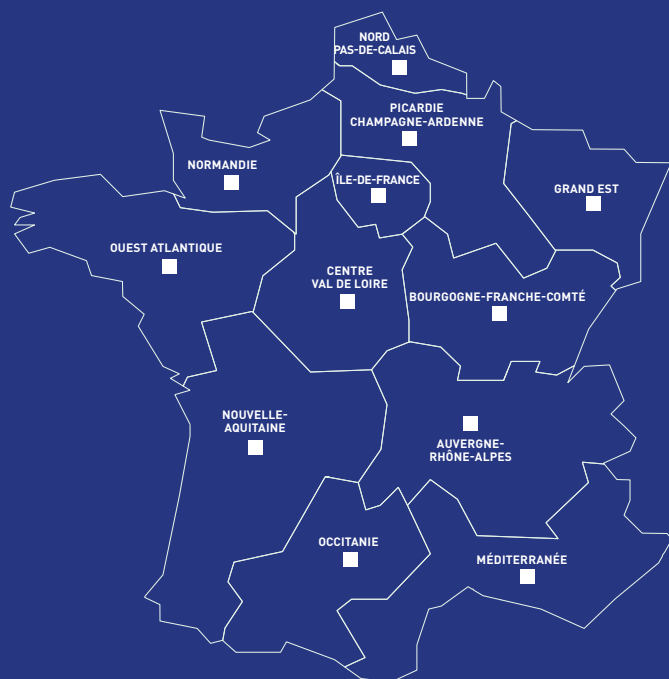 NORD
PAS-DE-CALAIS
PICARDIE
CHAMPAGNE-ARDENNE
NORMANDIE
ÎLE-DE-FRANCE
GRAND EST
OUEST ATLANTIQUE
CENTRE
VAL DE LOIRE
BOURGOGNE-FRANCHE-COMTÉ
NOUVELLE-
AQUITAINE
AUVERGNE-
RHÔNE-ALPES
OCCITANIE
MÉDITERRANÉE